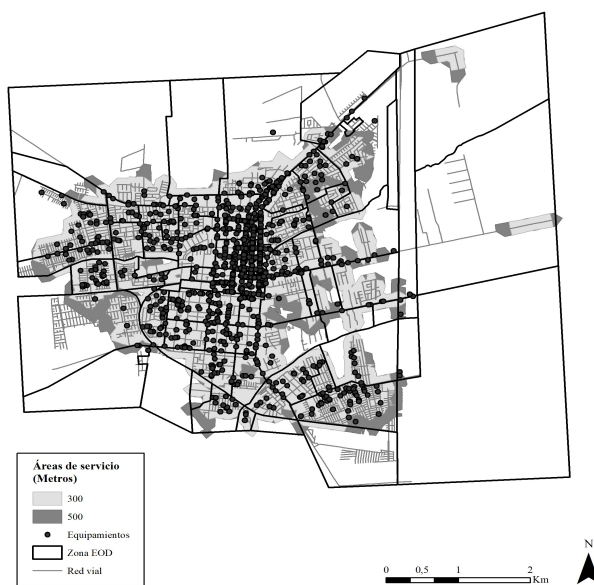 Áreas de servicio
(Metros)
300
500
Equipamientos
Zona EOD
Red vial
0 0,5 1 2
Km
N